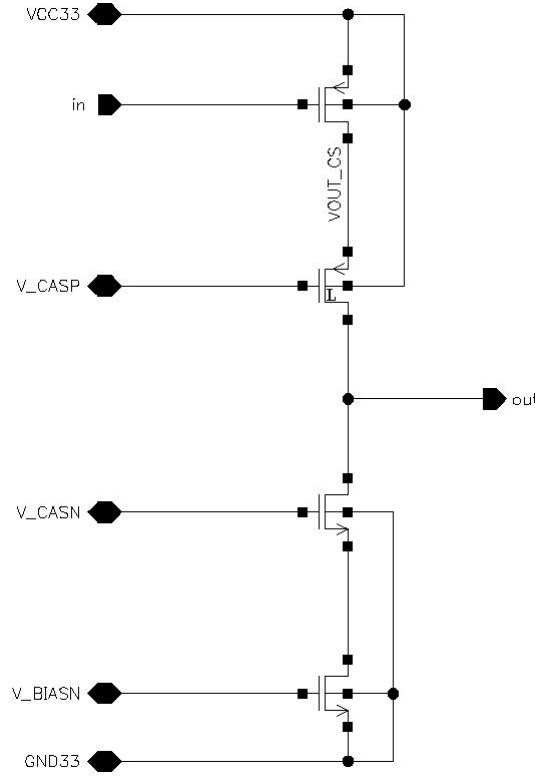 VCC33
in
VOUT_CS
V_CASP
L
out
V_CASN
V_BIASN
GND33